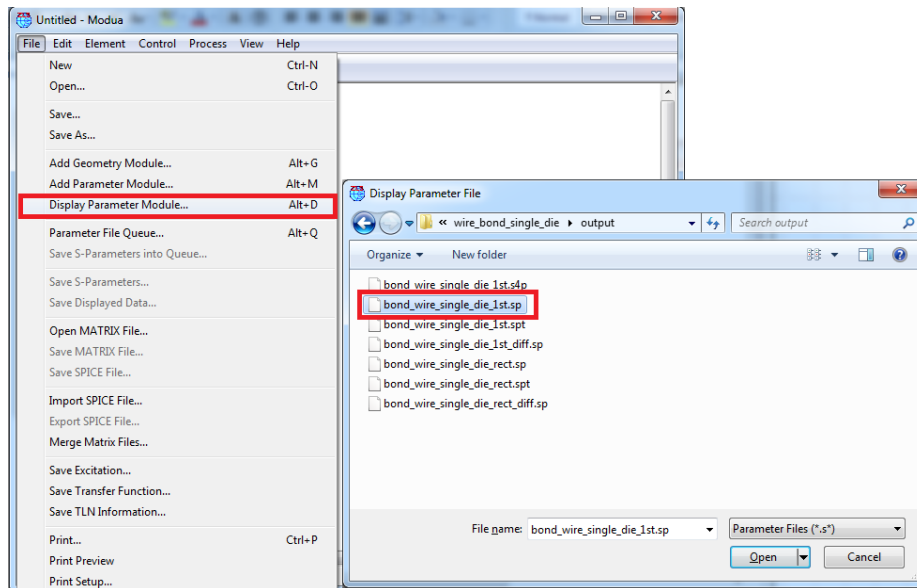 Untitled - Modua
File Edit Element Control Process View Help
New Ctrl-N
Open... Ctrl-O
Save...
Save As...
Add Geometry Module... Alt+G
Add Parameter Module... Alt+M
Display Parameter Module... Alt+D
Parameter File Queue... Alt+Q
Save S-Parameters into Queue...
Save S-Parameters...
Save Displayed Data...
Open MATRIX File...
Save MATRIX File...
Save SPICE File...
Import SPICE File...
Export SPICE File...
Merge Matrix Files...
Save Excitation...
Save Transfer Function...
Save TLN Information...
Print... Ctrl+P
Print Preview
Print Setup...
Display Parameter File
« wire_bond_single_die output
Search output
Organize New folder
bond_wire_single_die_1st.s4p
bond_wire_single_die_1st.sp
bond_wire_single_die_1st.spt
bond_wire_single_die_1st_diff.sp
bond_wire_single_die_rect.sp
bond_wire_single_die_rect.spt
bond_wire_single_die_rect_diff.sp
File name: bond_wire_single_die_1st.sp Parameter Files (*.s*)
Open Cancel